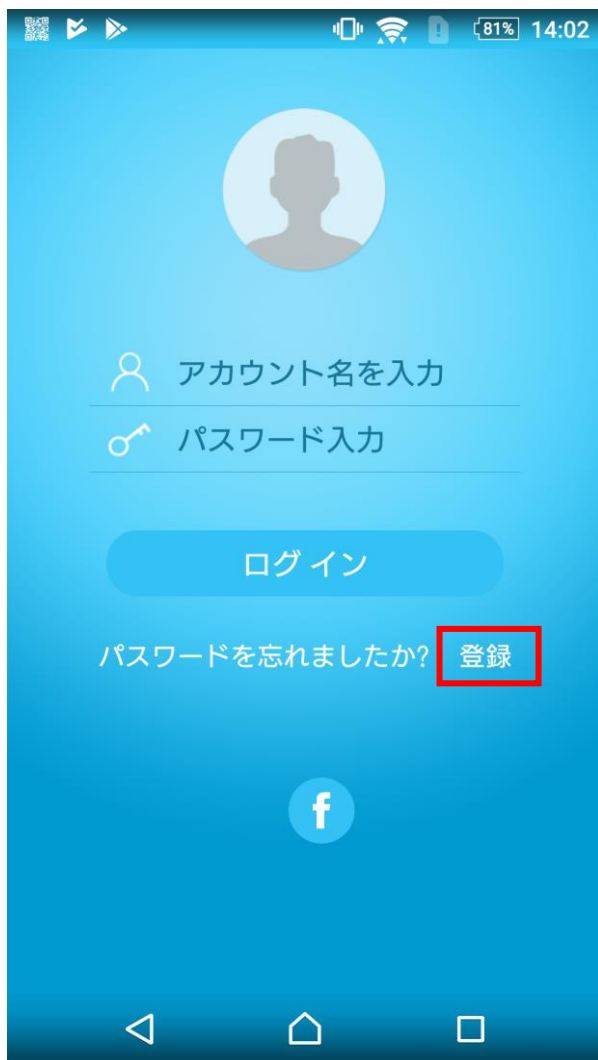 81% 14:02
アカウント名を入力
パスワード入力
ログイン
パスワードを忘れましたか? 登録
f